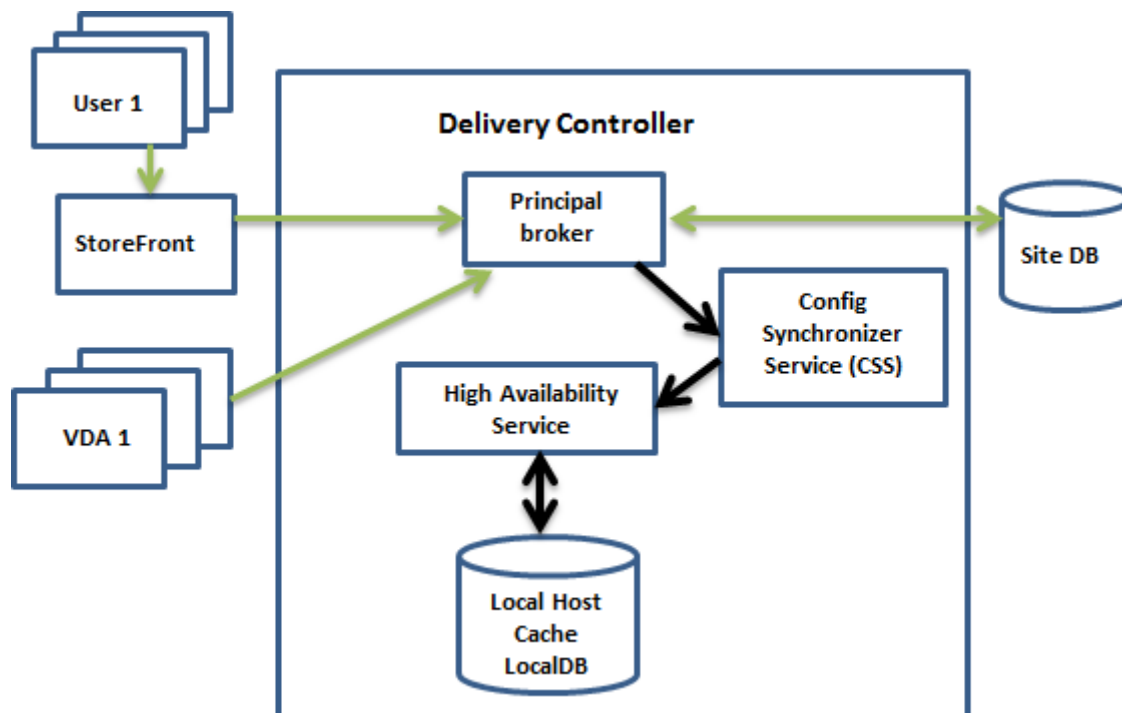 User 1
Delivery Controller
Principal
broker
StoreFront
Site DB
Config
Synchronizer
Service (CSS)
High Availability
Service
VDA 1
Local Host
Cache
LocalDB